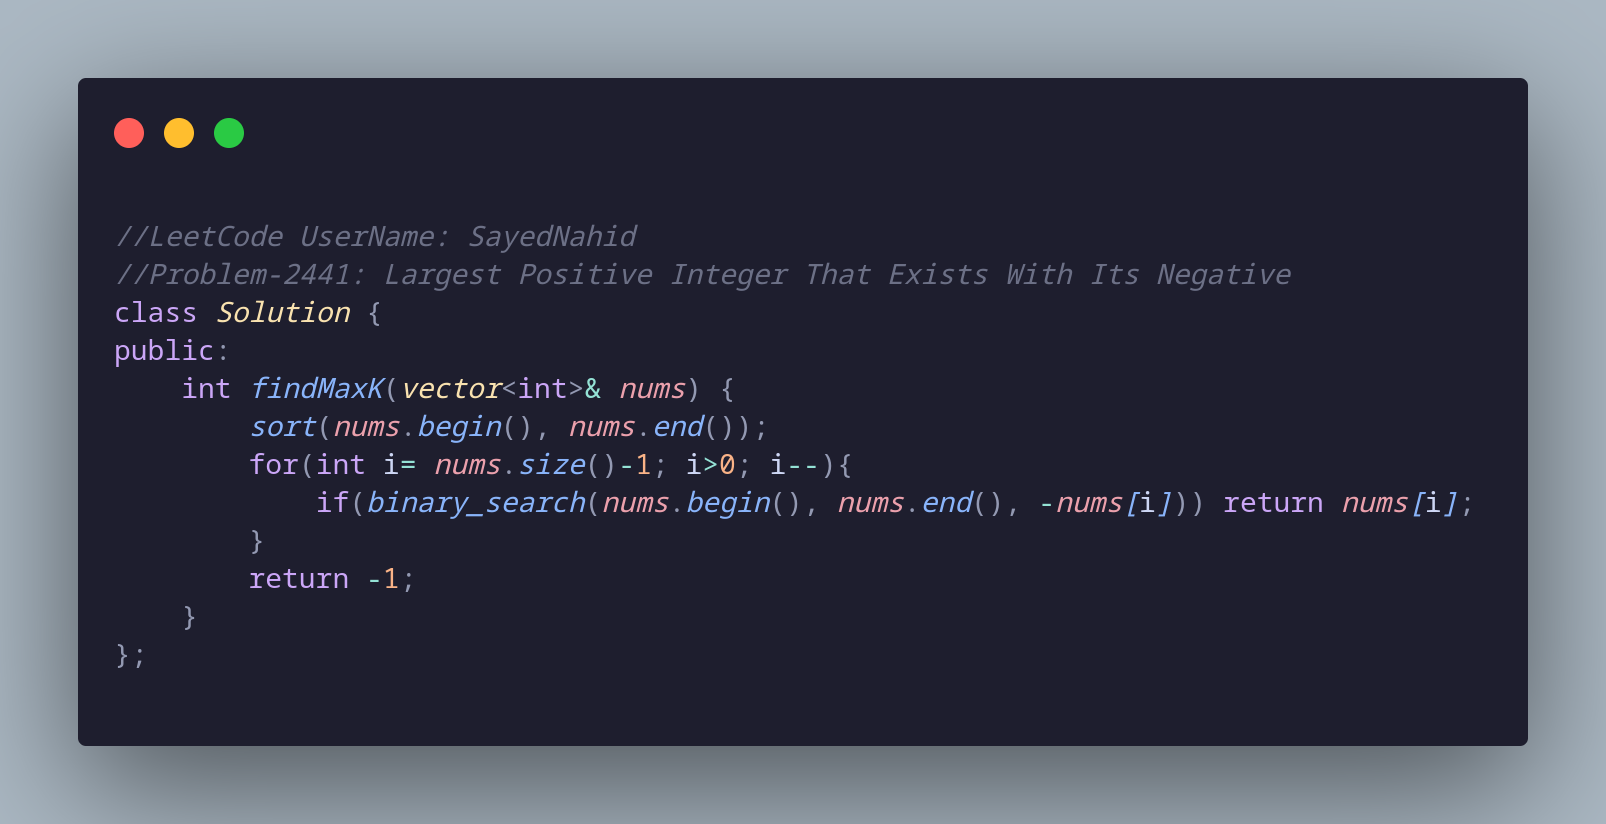 //LeetCode UserName: SayedNahid
//Problem-2441: Largest Positive Integer That Exists With Its Negative
class Solution {
public:
    int findMaxK(vector<int>& nums) {
        sort(nums.begin(), nums.end());
        for(int i= nums.size()-1; i>0; i--){
            if(binary_search(nums.begin(), nums.end(), -nums[i])) return nums[i];
        }
        return -1;
    }
};